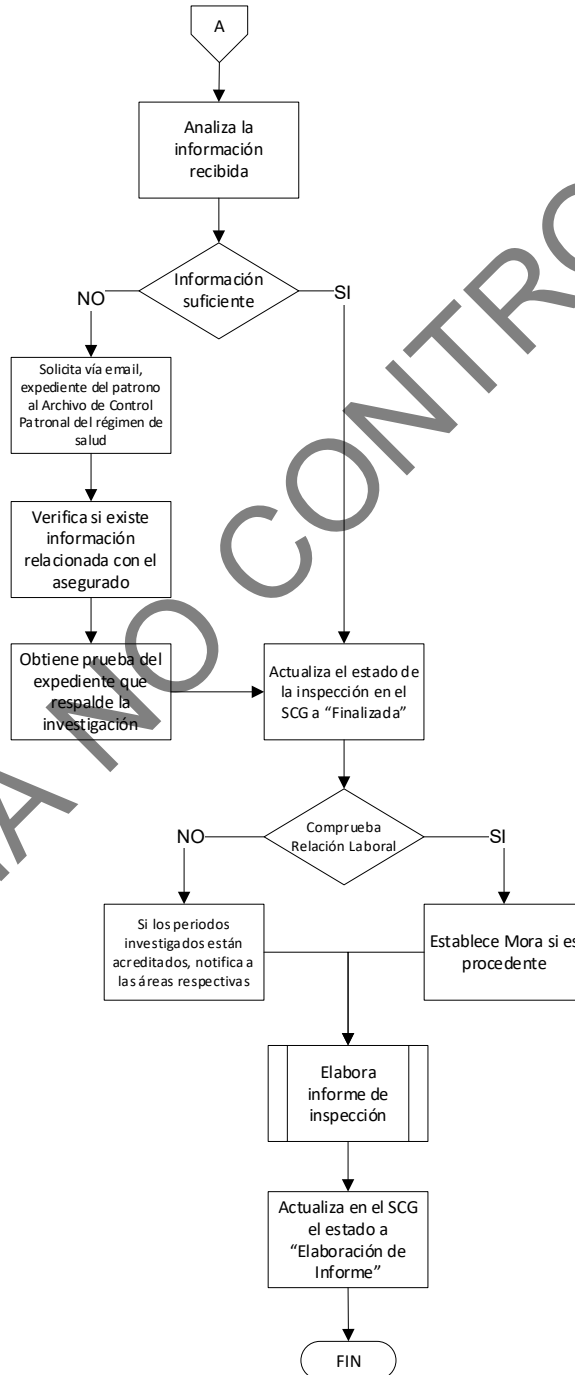 A
Analiza la
información
recibida
Información
suficiente
NO
SI
Solicita vía email,
expediente del patrono
al Archivo de Control
Patronal del régimen de
salud
Verifica si existe
información
relacionada con el
asegurado
Obtiene prueba del
expediente que
respalde la
investigación
Actualiza el estado de
la inspección en el
SCG a “Finalizada”
Comprueba
Relación Laboral
NO
SI
Si los periodos
investigados están
acreditados, notifica a
las áreas respectivas
Establece Mora si es
procedente
Elabora
informe de
inspección
Actualiza en el SCG
el estado a
“Elaboración de
Informe”
FIN
NO CONTRO